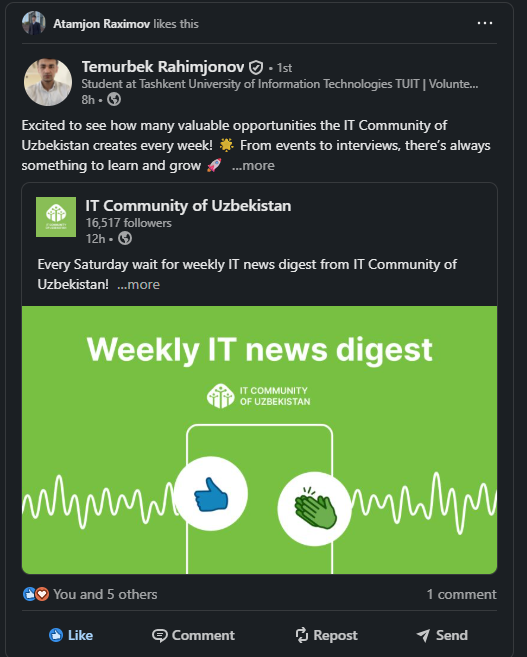 Atamjon Raximov likes this
Temurbek Rahimjonov • 1st
Student at Tashkent University of Information Technologies TUIT | Volunte...
8h •
Excited to see how many valuable opportunities the IT Community of
Uzbekistan creates every week! 🌟 From events to interviews, there’s always
something to learn and grow 🚀 ...more
IT Community of Uzbekistan
16,517 followers
12h •
Every Saturday wait for weekly IT news digest from IT Community of
Uzbekistan! ...more
Weekly IT news digest
IT COMMUNITY
OF UZBEKISTAN
You and 5 others 1 comment
Like Comment Repost Send